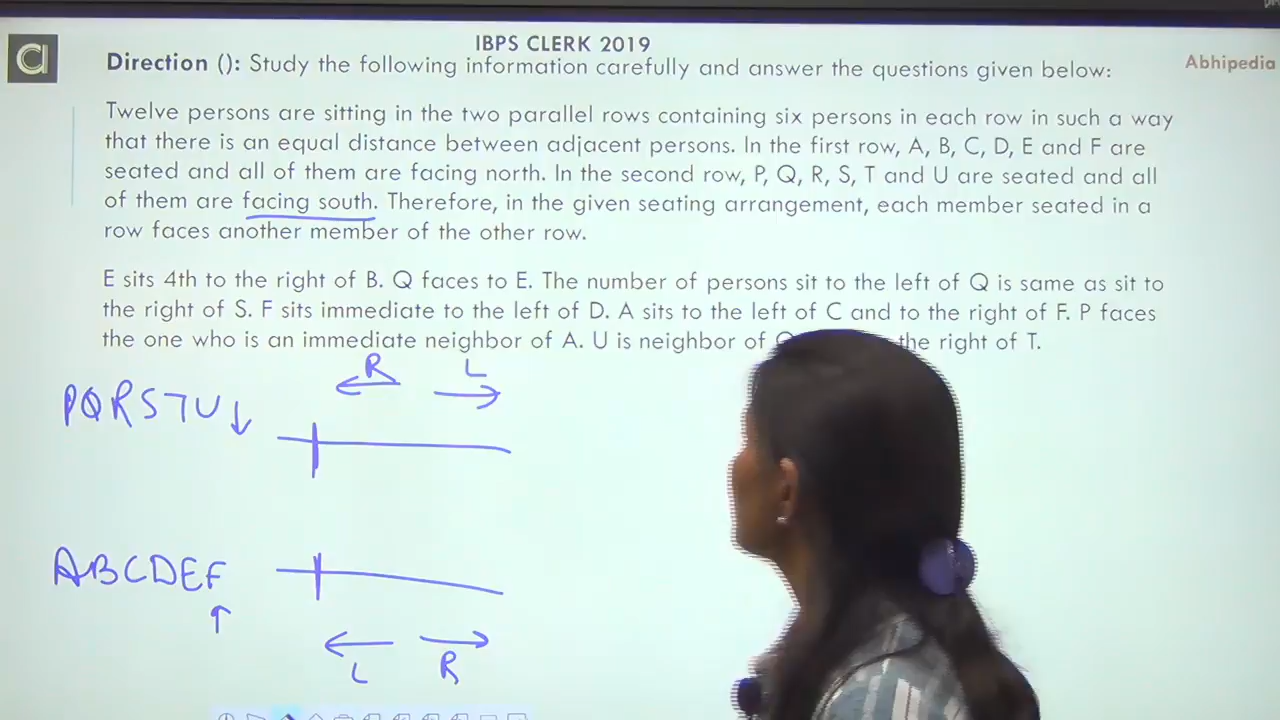 IBPS CLERK 2019
Direction (): Study the following information carefully and answer the questions given below:
Abhipedia
Twelve persons are sitting in the two parallel rows containing six persons in each row in such a way
that there is an equal distance between adjacent persons. In the first row, A, B, C, D, E and F are
seated and all of them are facing north. In the second row, P, Q, R, S, T and U are seated and all
of them are facing south. Therefore, in the given seating arrangement, each member seated in a
row faces another member of the other row.
E sits 4th to the right of B. Q faces to E. The number of persons sit to the left of Q is same as sit to
the right of S. F sits immediate to the left of D. A sits to the left of C and to the right of F. P faces
the one who is an immediate neighbor of A. U is neighbor of the right of T.
R L
PQRSTU
ABCDEF
L R